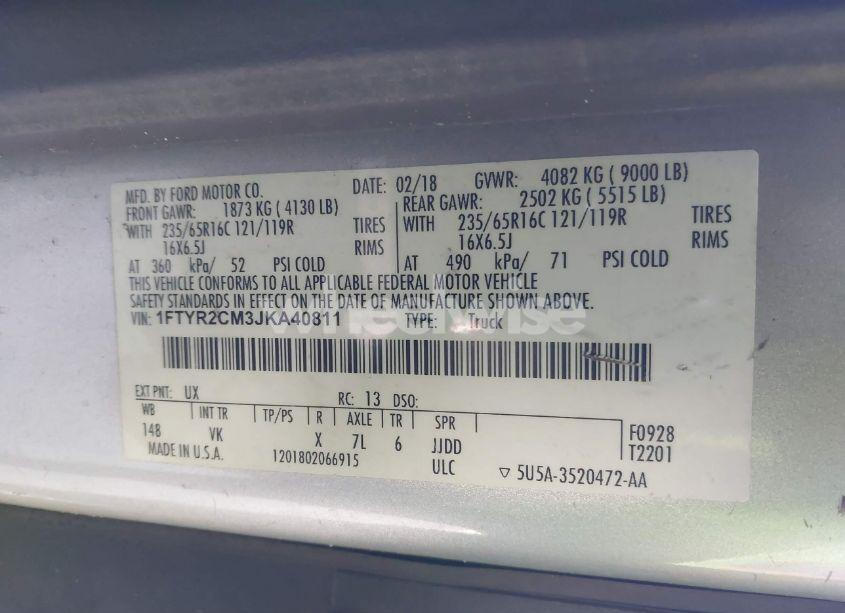 MFD. BY FORD MOTOR CO.
DATE: 02/18 GVWR: 4082 KG ( 9000 LB)
FRONT GAWR: 1873 KG ( 4130 LB)
WITH 235/65R16C 121/119R TIRES
16X6.5J RIMS
AT 360 kPa/ 52 PSI COLD
REAR GAWR: 2502 KG ( 5515 LB)
WITH 235/65R16C 121/119R TIRES
16X6.5J RIMS
AT 490 kPa/ 71 PSI COLD
THIS VEHICLE CONFORMS TO ALL APPLICABLE FEDERAL MOTOR VEHICLE
SAFETY STANDARDS IN EFFECT ON THE DATE OF MANUFACTURE SHOWN ABOVE.
VIN: 1FTYR2CM3JKA40811 TYPE: Truck
EXT PNT: UX RC: 13 DSO:
WB INT TR TP/PS R AXLE TR SPR
148 VK X 7L 6 JJDD
F0928
T2201
MADE IN U.S.A. 1201802066915 ULC
▽ 5U5A-3520472-AA